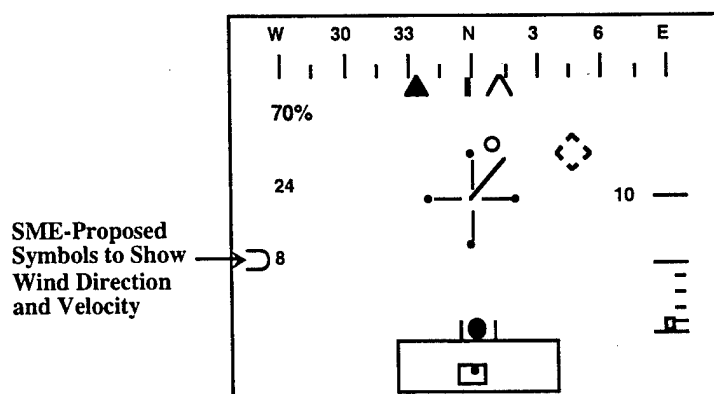 W 30 33 N 3 6 E
70%
24
10
SME-Proposed
Symbols to Show
Wind Direction
and Velocity
8